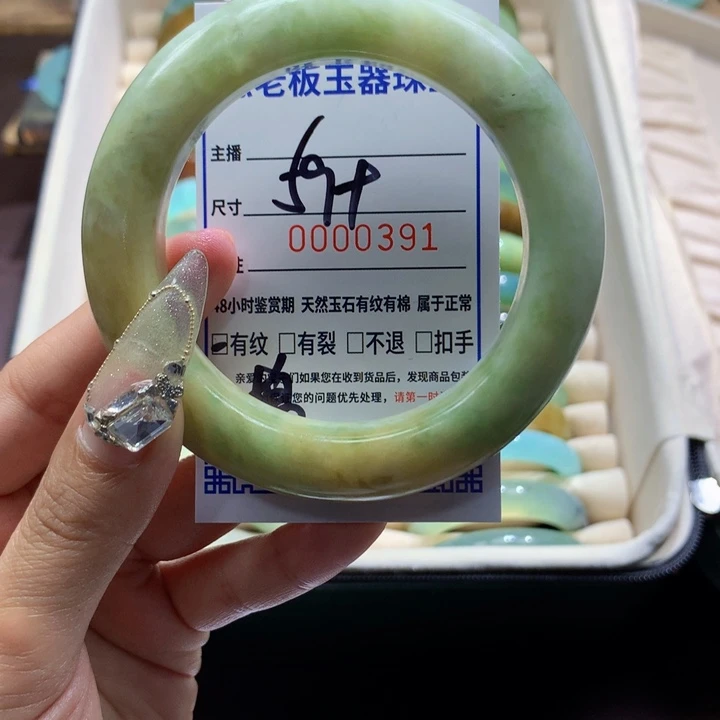 老板玉器珠
主播
尺寸
0000391
48小时鉴赏期 天然玉石有纹有棉 属于正常
有纹 □有裂 □不退 □扣手
们如果您在收到货品后，发现商品包装
您的问题优先处理，请第一时